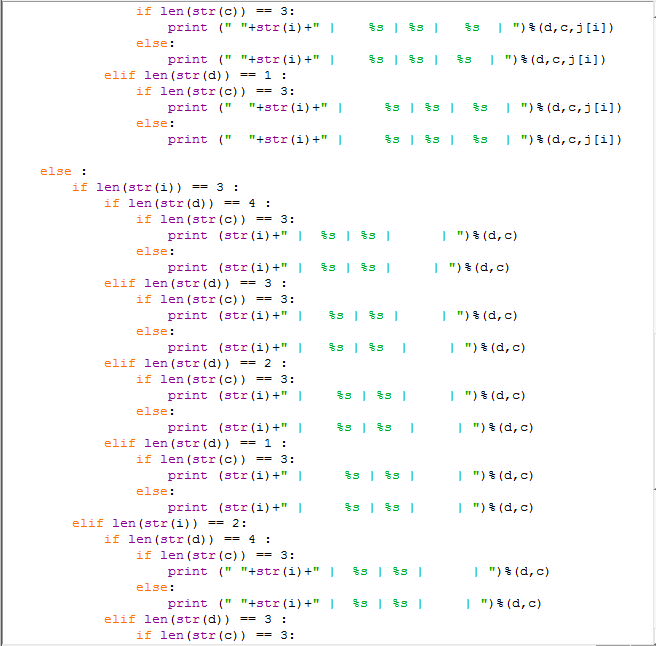 if len(str(c)) == 3:
                    print (" "+str(i)+" |    %s | %s |   %s  | ")%(d,c,j[i])
                else:
                    print (" "+str(i)+" |    %s | %s |  %s  | ")%(d,c,j[i])
            elif len(str(d)) == 1 :
                if len(str(c)) == 3:
                    print ("  "+str(i)+" |     %s | %s |  %s  | ")%(d,c,j[i])
                else:
                    print ("  "+str(i)+" |     %s | %s |  %s  | ")%(d,c,j[i])

    else :
        if len(str(i)) == 3 :
            if len(str(d)) == 4 :
                if len(str(c)) == 3:
                    print (str(i)+" |  %s | %s |      | ")%(d,c)
                else:
                    print (str(i)+" |  %s | %s |     | ")%(d,c)
            elif len(str(d)) == 3 :
                if len(str(c)) == 3:
                    print (str(i)+" |   %s | %s |     | ")%(d,c)
                else:
                    print (str(i)+" |   %s | %s  |     | ")%(d,c)
            elif len(str(d)) == 2 :
                if len(str(c)) == 3:
                    print (str(i)+" |    %s | %s |     | ")%(d,c)
                else:
                    print (str(i)+" |    %s | %s  |     | ")%(d,c)
            elif len(str(d)) == 1 :
                if len(str(c)) == 3:
                    print (str(i)+" |     %s | %s |     | ")%(d,c)
                else:
                    print (str(i)+" |     %s | %s |     | ")%(d,c)
        elif len(str(i)) == 2:
            if len(str(d)) == 4 :
                if len(str(c)) == 3:
                    print (" "+str(i)+" |  %s | %s |      | ")%(d,c)
                else:
                    print (" "+str(i)+" |  %s | %s |     | ")%(d,c)
            elif len(str(d)) == 3 :
                if len(str(c)) == 3: